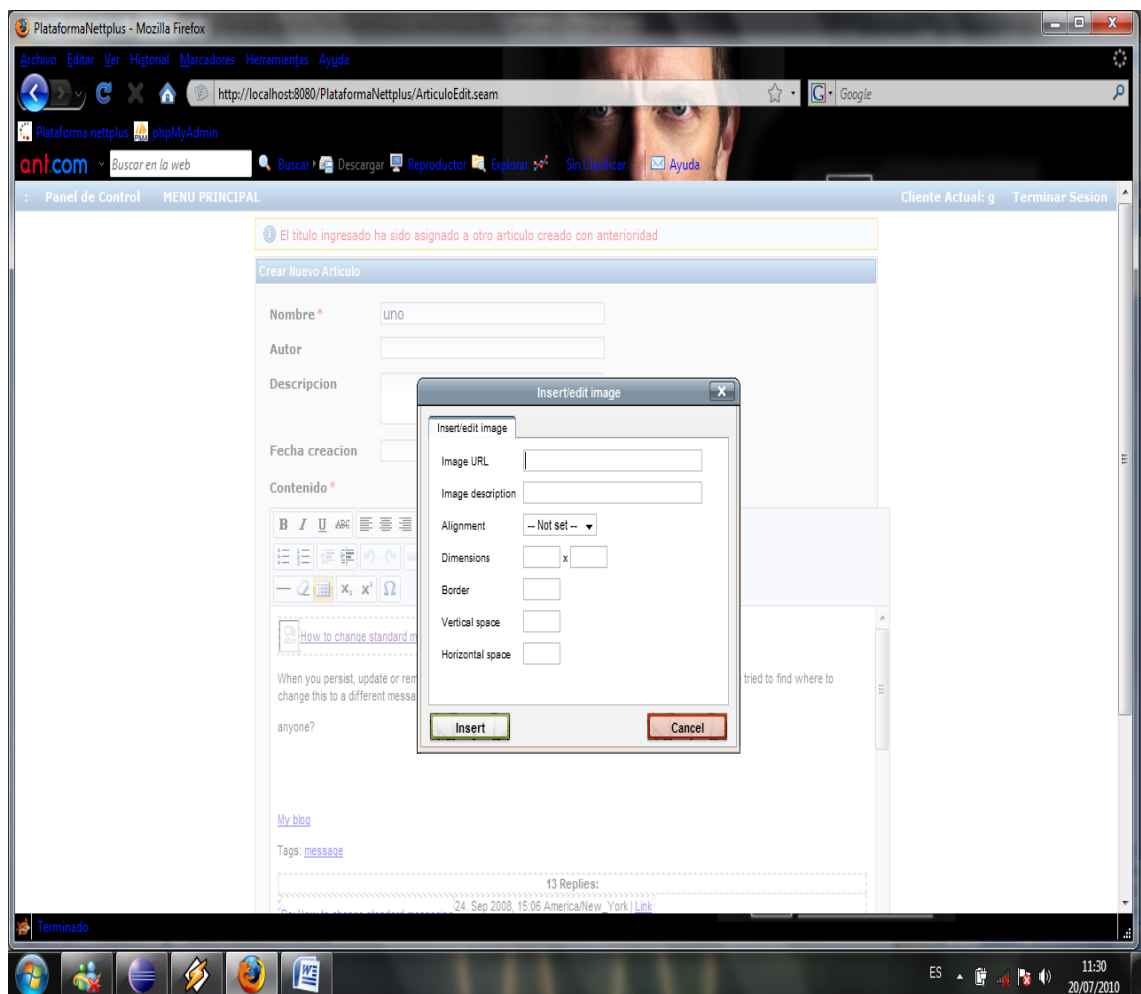 PlataformaNettplus - Mozilla Firefox
Archivo Editar Ver Historial Marcadores Herramientas Ayuda
http://localhost:8080/PlataformaNettplus/ArticuloEdit.seam
G Google
Plataforma nettplus PMA phpMyAdmin
ant.com Buscar en la web Buscar Descargar Reproductor Explorar Sin Clasificar Ayuda
: Panel de Control MENU PRINCIPAL Cliente Actual: g Terminar Sesion
El titulo ingresado ha sido asignado a otro articulo creado con anterioridad
Crear Nuevo Articulo
Nombre * uno
Autor
Descripcion
Fecha creacion
Contenido *
B I U ABC
x₂ x² Ω
Insert/edit image X
Insert/edit image
Image URL
Image description
Alignment -- Not set --
Dimensions x
Border
Vertical space
Horizontal space
Insert Cancel
How to change standard
When you persist, update or tried to find where to
change this to a different
anyone?
My blog
Tags: message
13 Replies:
24. Sep 2008, 15:06 America/New_York | Link
Terminado
ES 11:30
20/07/2010